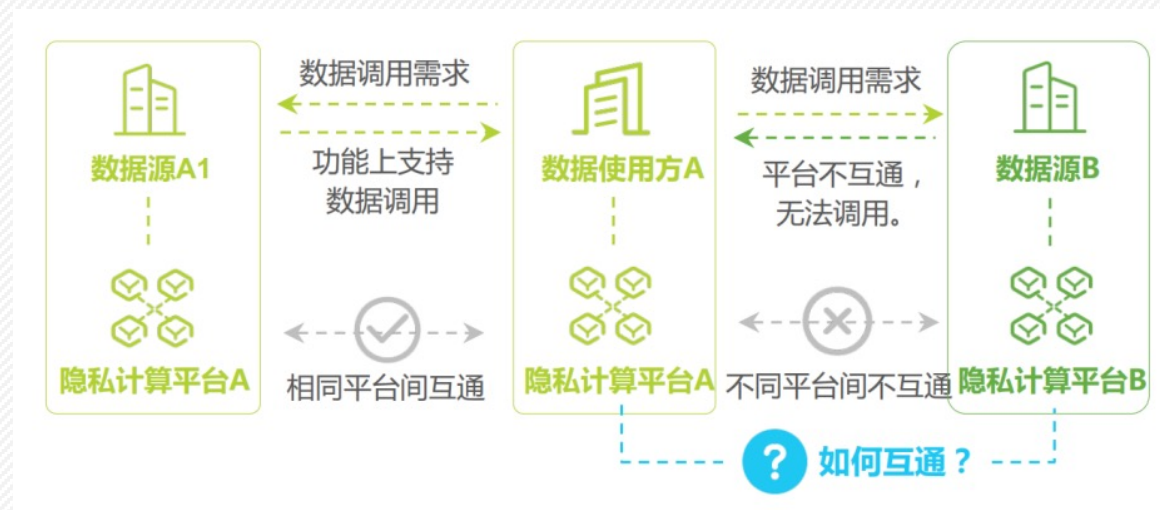 数据调用需求
数据源A1
功能上支持
数据调用
数据使用方A
数据调用需求
平台不互通，
无法调用。
数据源B
隐私计算平台A
相同平台间互通
隐私计算平台A
不同平台间不互通
隐私计算平台B
?
如何互通？